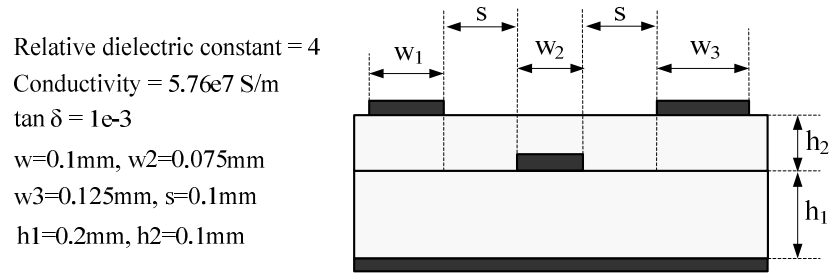 Relative dielectric constant = 4
Conductivity = 5.76e7 S/m
tan δ = 1e-3
w=0.1mm, w2=0.075mm
w3=0.125mm, s=0.1mm
h1=0.2mm, h2=0.1mm
s s
w1 w2 w3
h2
h1